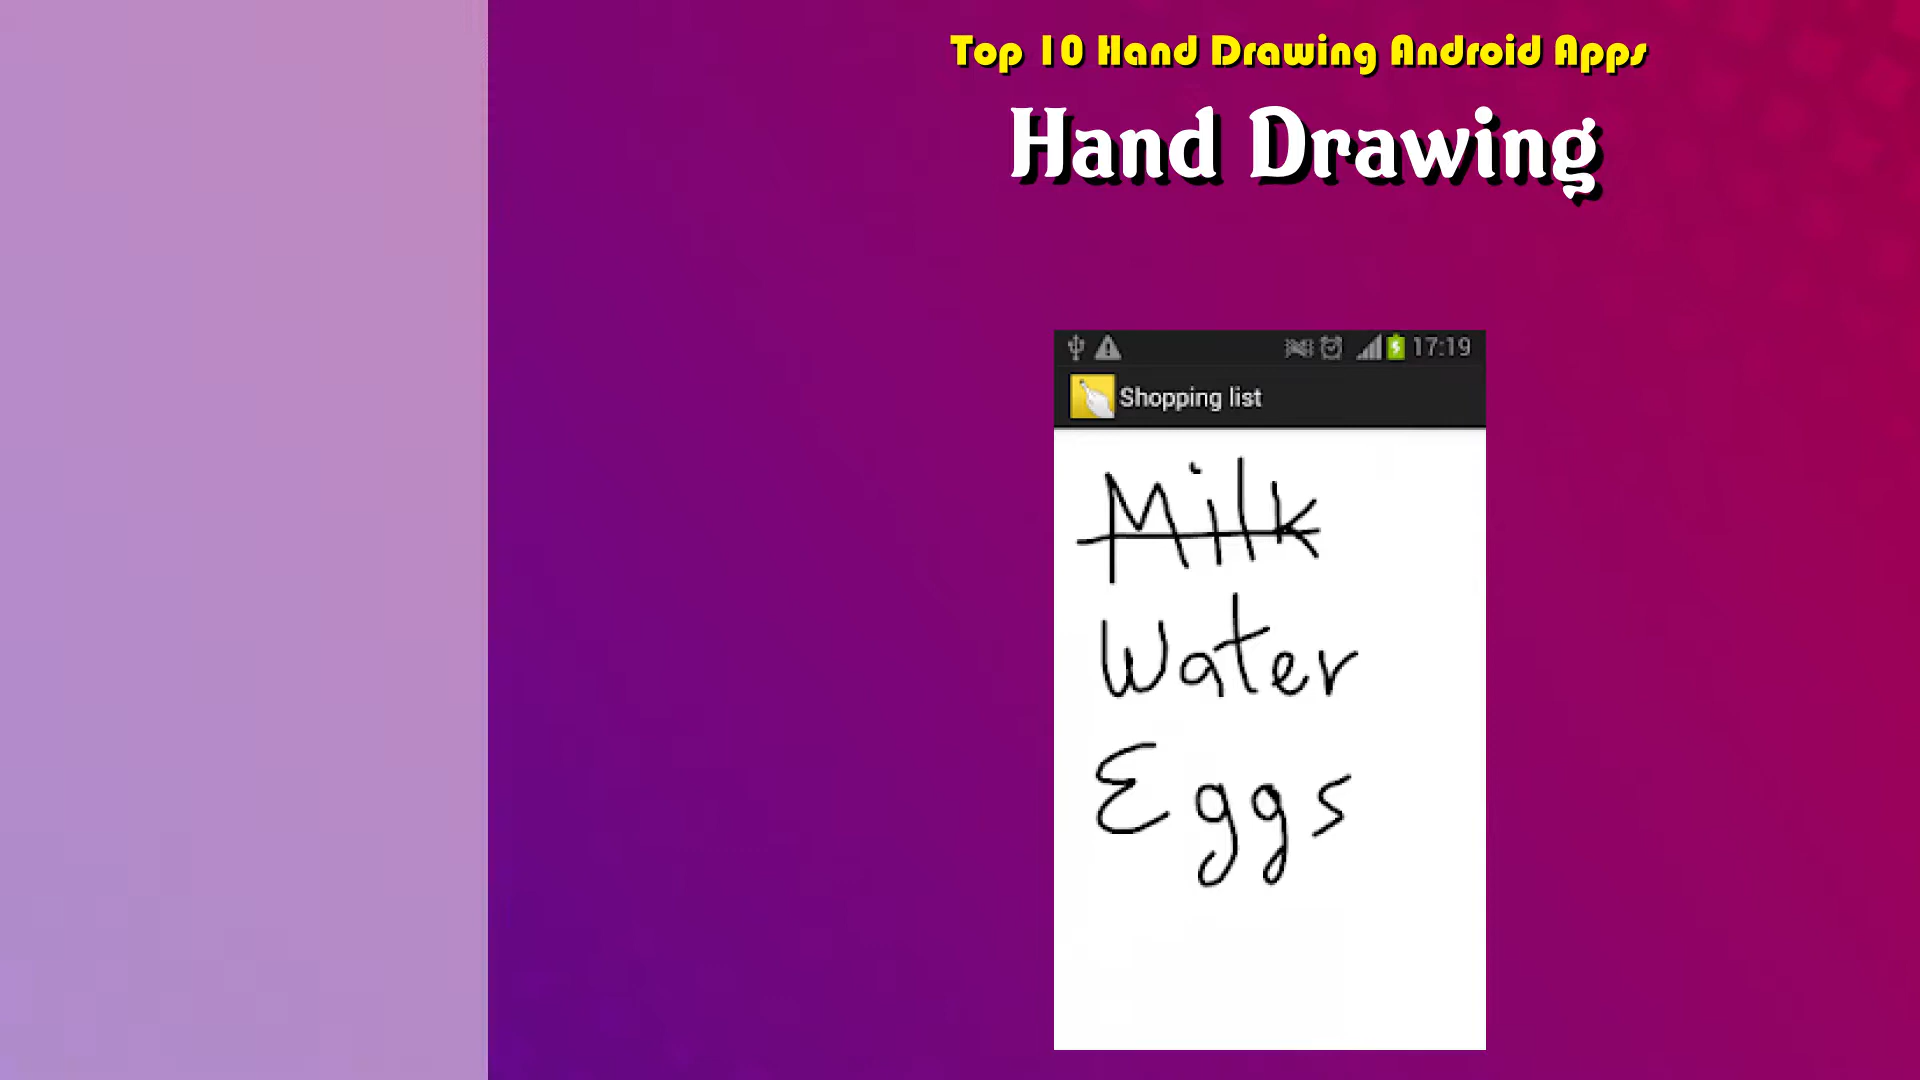 Top 10 Hand Drawing Android Apps
Hand Drawing
17:19
Shopping list
Milk
Water
Eggs